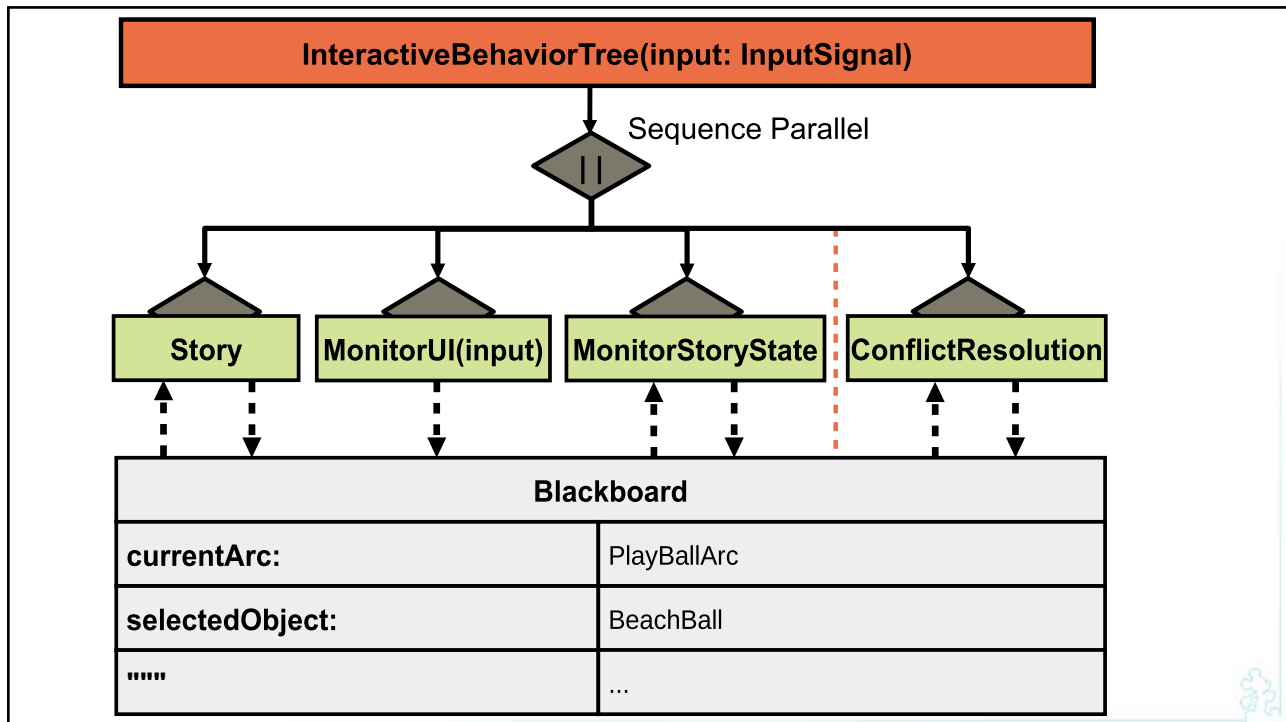 InteractiveBehaviorTree(input: InputSignal)
Sequence Parallel
||
Story
MonitorUI(input)
MonitorStoryState
ConflictResolution
Blackboard
currentArc:
PlayBallArc
selectedObject:
BeachBall
"""
...